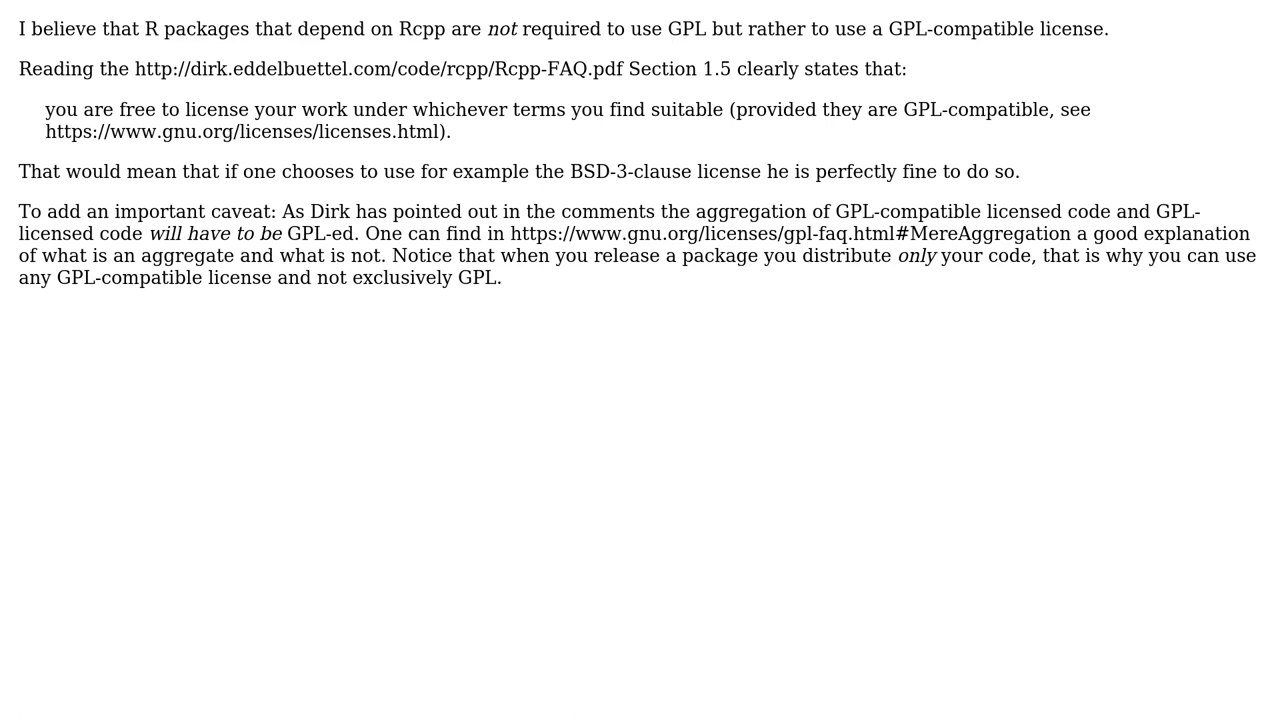 I believe that R packages that depend on Rcpp are not required to use GPL but rather to use a GPL-compatible license.
Reading the http://dirk.eddelbuettel.com/code/rcpp/Rcpp-FAQ.pdf Section 1.5 clearly states that:
you are free to license your work under whichever terms you find suitable (provided they are GPL-compatible, see
https://www.gnu.org/licenses/licenses.html).
That would mean that if one chooses to use for example the BSD-3-clause license he is perfectly fine to do so.
To add an important caveat: As Dirk has pointed out in the comments the aggregation of GPL-compatible licensed code and GPL-
licensed code will have to be GPL-ed. One can find in https://www.gnu.org/licenses/gpl-faq.html#MereAggregation a good explanation
of what is an aggregate and what is not. Notice that when you release a package you distribute only your code, that is why you can use
any GPL-compatible license and not exclusively GPL.